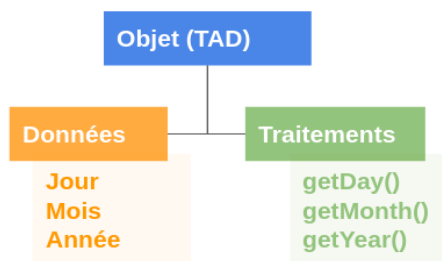 Objet (TAD)
Données
Jour
Mois
Année
Traitements
getDay()
getMonth()
getYear()